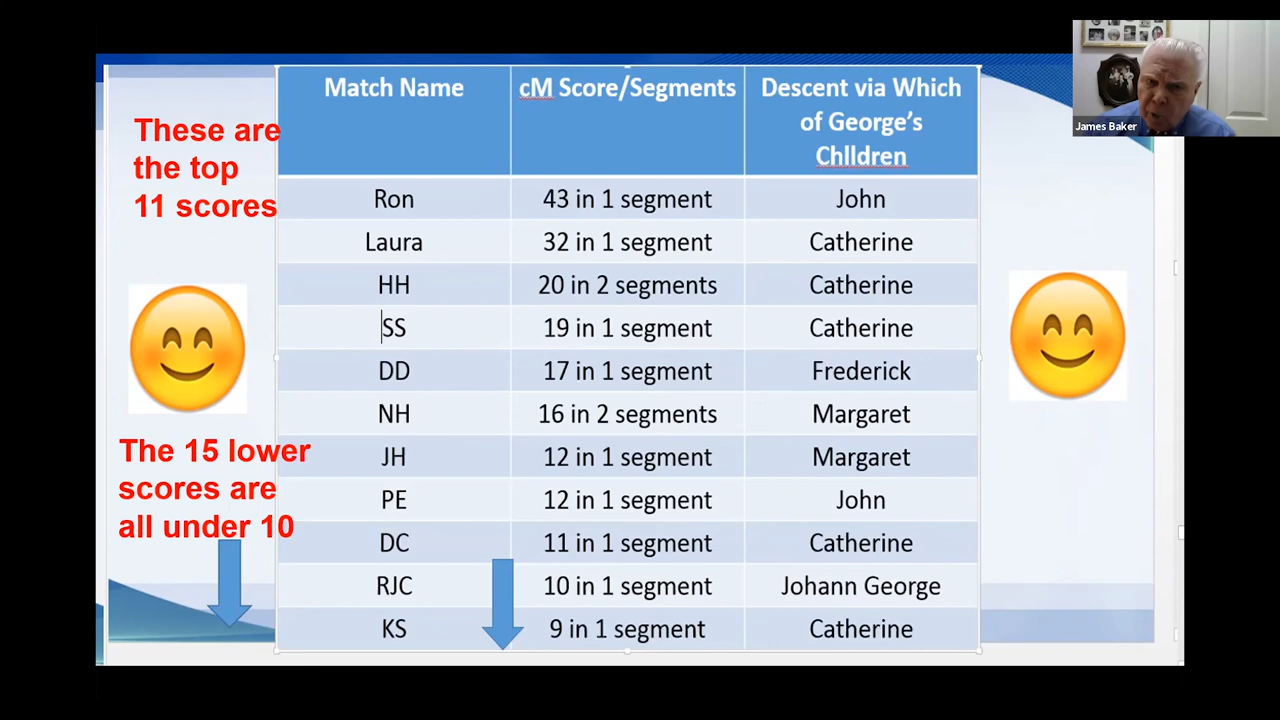 These are
the top
11 scores
The 15 lower
scores are
all under 10
Match Name cM Score/Segments Descent via Which
of George's
Chlldren
Ron 43 in 1 segment John
Laura 32 in 1 segment Catherine
HH 20 in 2 segments Catherine
SS 19 in 1 segment Catherine
DD 17 in 1 segment Frederick
NH 16 in 2 segments Margaret
JH 12 in 1 segment Margaret
PE 12 in 1 segment John
DC 11 in 1 segment Catherine
RJC 10 in 1 segment Johann George
KS 9 in 1 segment Catherine
James Baker